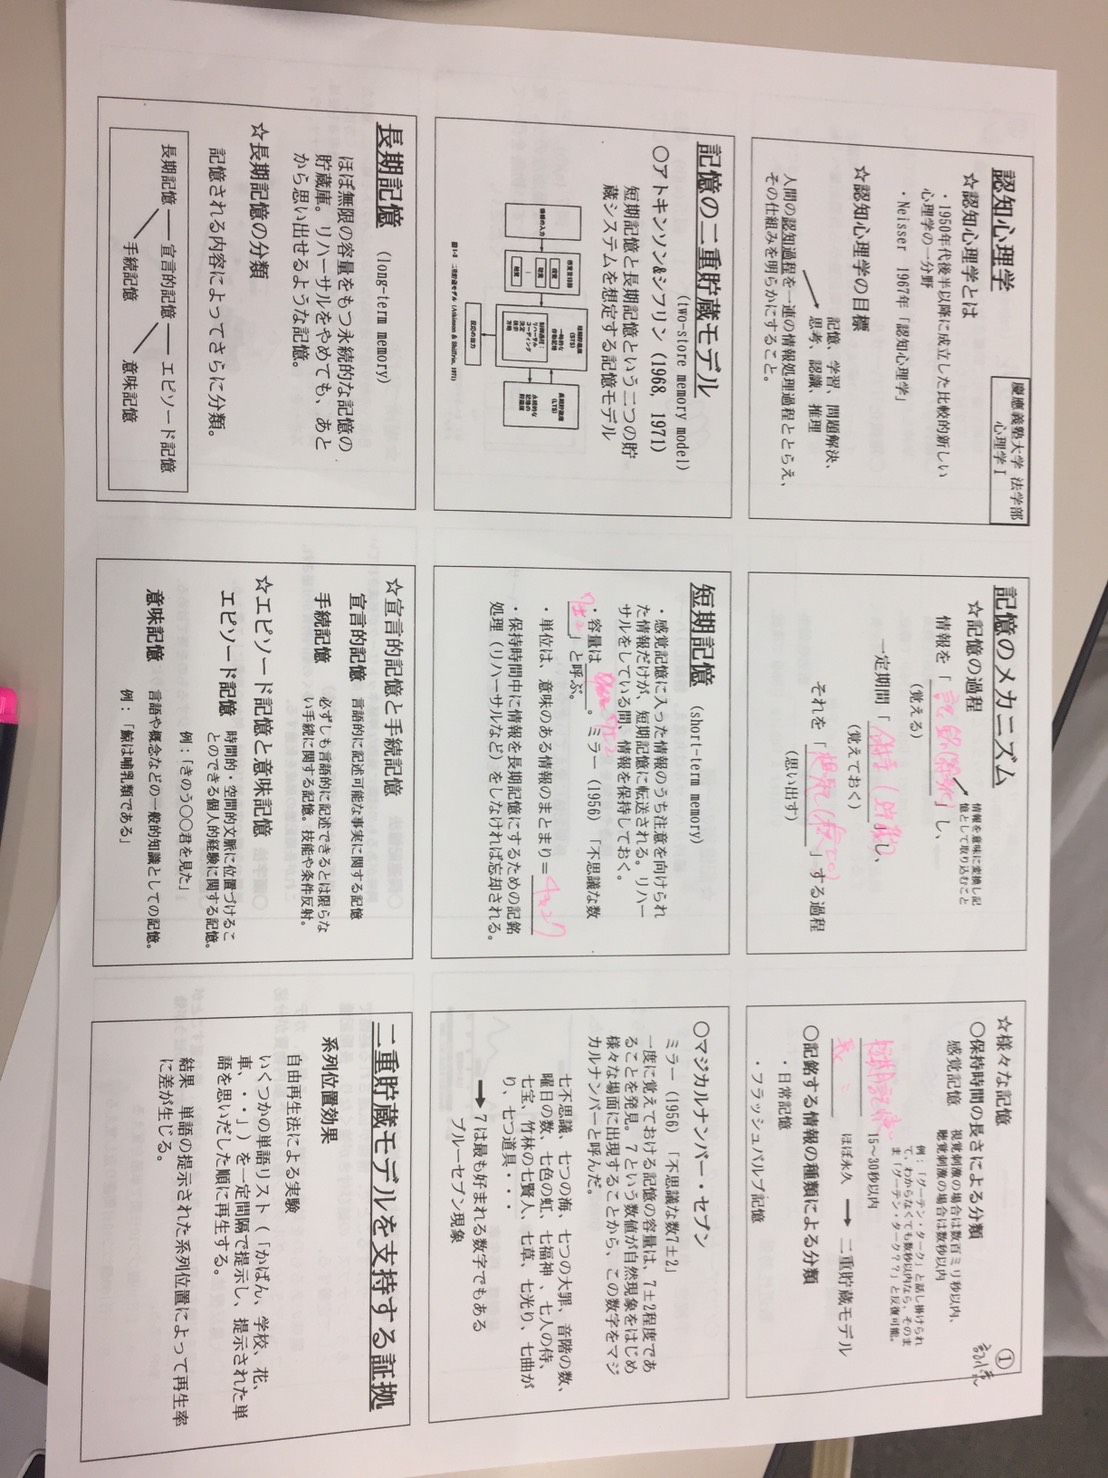 慶應義塾大学 法学部
心理学Ⅰ
認知心理学
☆認知心理学とは
・1950年代後半以降に成立した比較的新しい
心理学の一分野
・Neisser 1967年「認知心理学」
☆認知心理学の目標
人間の認知過程を一連の情報処理過程ととらえ、
その仕組みを明らかにすること。
記憶、学習、問題解決、
思考、認識、推理
記憶のメカニズム
☆記憶の過程
情報を「記銘(符号化)」し、
情報を意味に変換し記
憶として取り込むこと
(覚える)
一定期間「保持(貯蔵)」し、
(覚えておく)
それを「想起(検索)」する過程
(思い出す)
①
記憶
☆様々な記憶
〇保持時間の長さによる分類
感覚記憶 視覚刺激の場合は数百ミリ秒以内、
聴覚刺激の場合は数秒以内
例：「グーテン・ターク」と話し掛けられ
て、わからなくても数秒以内なら、そのま
ま「グーテン・ターク？？」と反復可能。
短期記憶 15～30秒以内
長〃 ほぼ永久 → 二重貯蔵モデル
〇記銘する情報の種類による分類
・日常記憶
・フラッシュバルブ記憶
記憶の二重貯蔵モデル
(two-store memory model)
〇アトキンソン&シフリン (1968, 1971)
短期記憶と長期記憶という二つの貯
蔵システムを想定する記憶モデル
情報の入力
視覚
聴覚
触覚
(STS)
リハーサル
コーディング
決定
(LTS)
永続的な
記憶の
貯蔵庫
反応の出力
二重貯蔵モデル (Atkinson & Shiffrin, 1971)
短期記憶 (short-term memory)
・感覚記憶に入った情報のうち注意を向けられ
た情報だけが、短期記憶に転送される。リハー
サルをしている間、情報を保持しておく。
・容量は 7±2。ミラー (1956) 「不思議な数
7±2」と呼ぶ。
・単位は、意味のある情報のまとまり＝チャンク
・保持時間中に情報を長期記憶にするための記銘
処理（リハーサルなど）をしなければ忘却される。
〇マジカルナンバー・セブン
ミラー (1956) 「不思議な数7±2」
一度に覚えておける記憶の容量は、7±2程度であ
ることを発見。7という数値が自然現象をはじめ
様々な場面に出現することから、この数字をマジ
カルナンバーと呼んだ。
七不思議、七つの海、七つの大罪、音階の数、
曜日の数、七色の虹、七福神、七人の侍、
七宝、竹林の七賢人、七草、七光り、七曲が
り、七つ道具・・・
→ 7は最も好まれる数字でもある
ブルーセブン現象
長期記憶 (long-term memory)
ほぼ無限の容量をもつ永続的な記憶の
貯蔵庫。リハーサルをやめても、あと
から思い出せるような記憶。
☆長期記憶の分類
記憶される内容によってさらに分類。
長期記憶 宣言的記憶 エピソード記憶
手続記憶 意味記憶
☆宣言的記憶と手続記憶
宣言的記憶 言語的に記述可能な事実に関する記憶
手続記憶 必ずしも言語的に記述できるとは限らな
い手続に関する記憶。技能や条件反射。
☆エピソード記憶と意味記憶
エピソード記憶 時間的・空間的文脈に位置づけるこ
とのできる個人的経験に関する記憶。
例：「きのう〇〇君を見た」
意味記憶 言語や概念などの一般的知識としての記憶。
例：「鯨は哺乳類である」
二重貯蔵モデルを支持する証拠
系列位置効果
自由再生法による実験
いくつかの単語リスト（「かばん、学校、花、
車、・・」）を一定間隔で提示し、提示された単
語を思いだした順に再生する。
結果 単語の提示された系列位置によって再生率
に差が生じる。